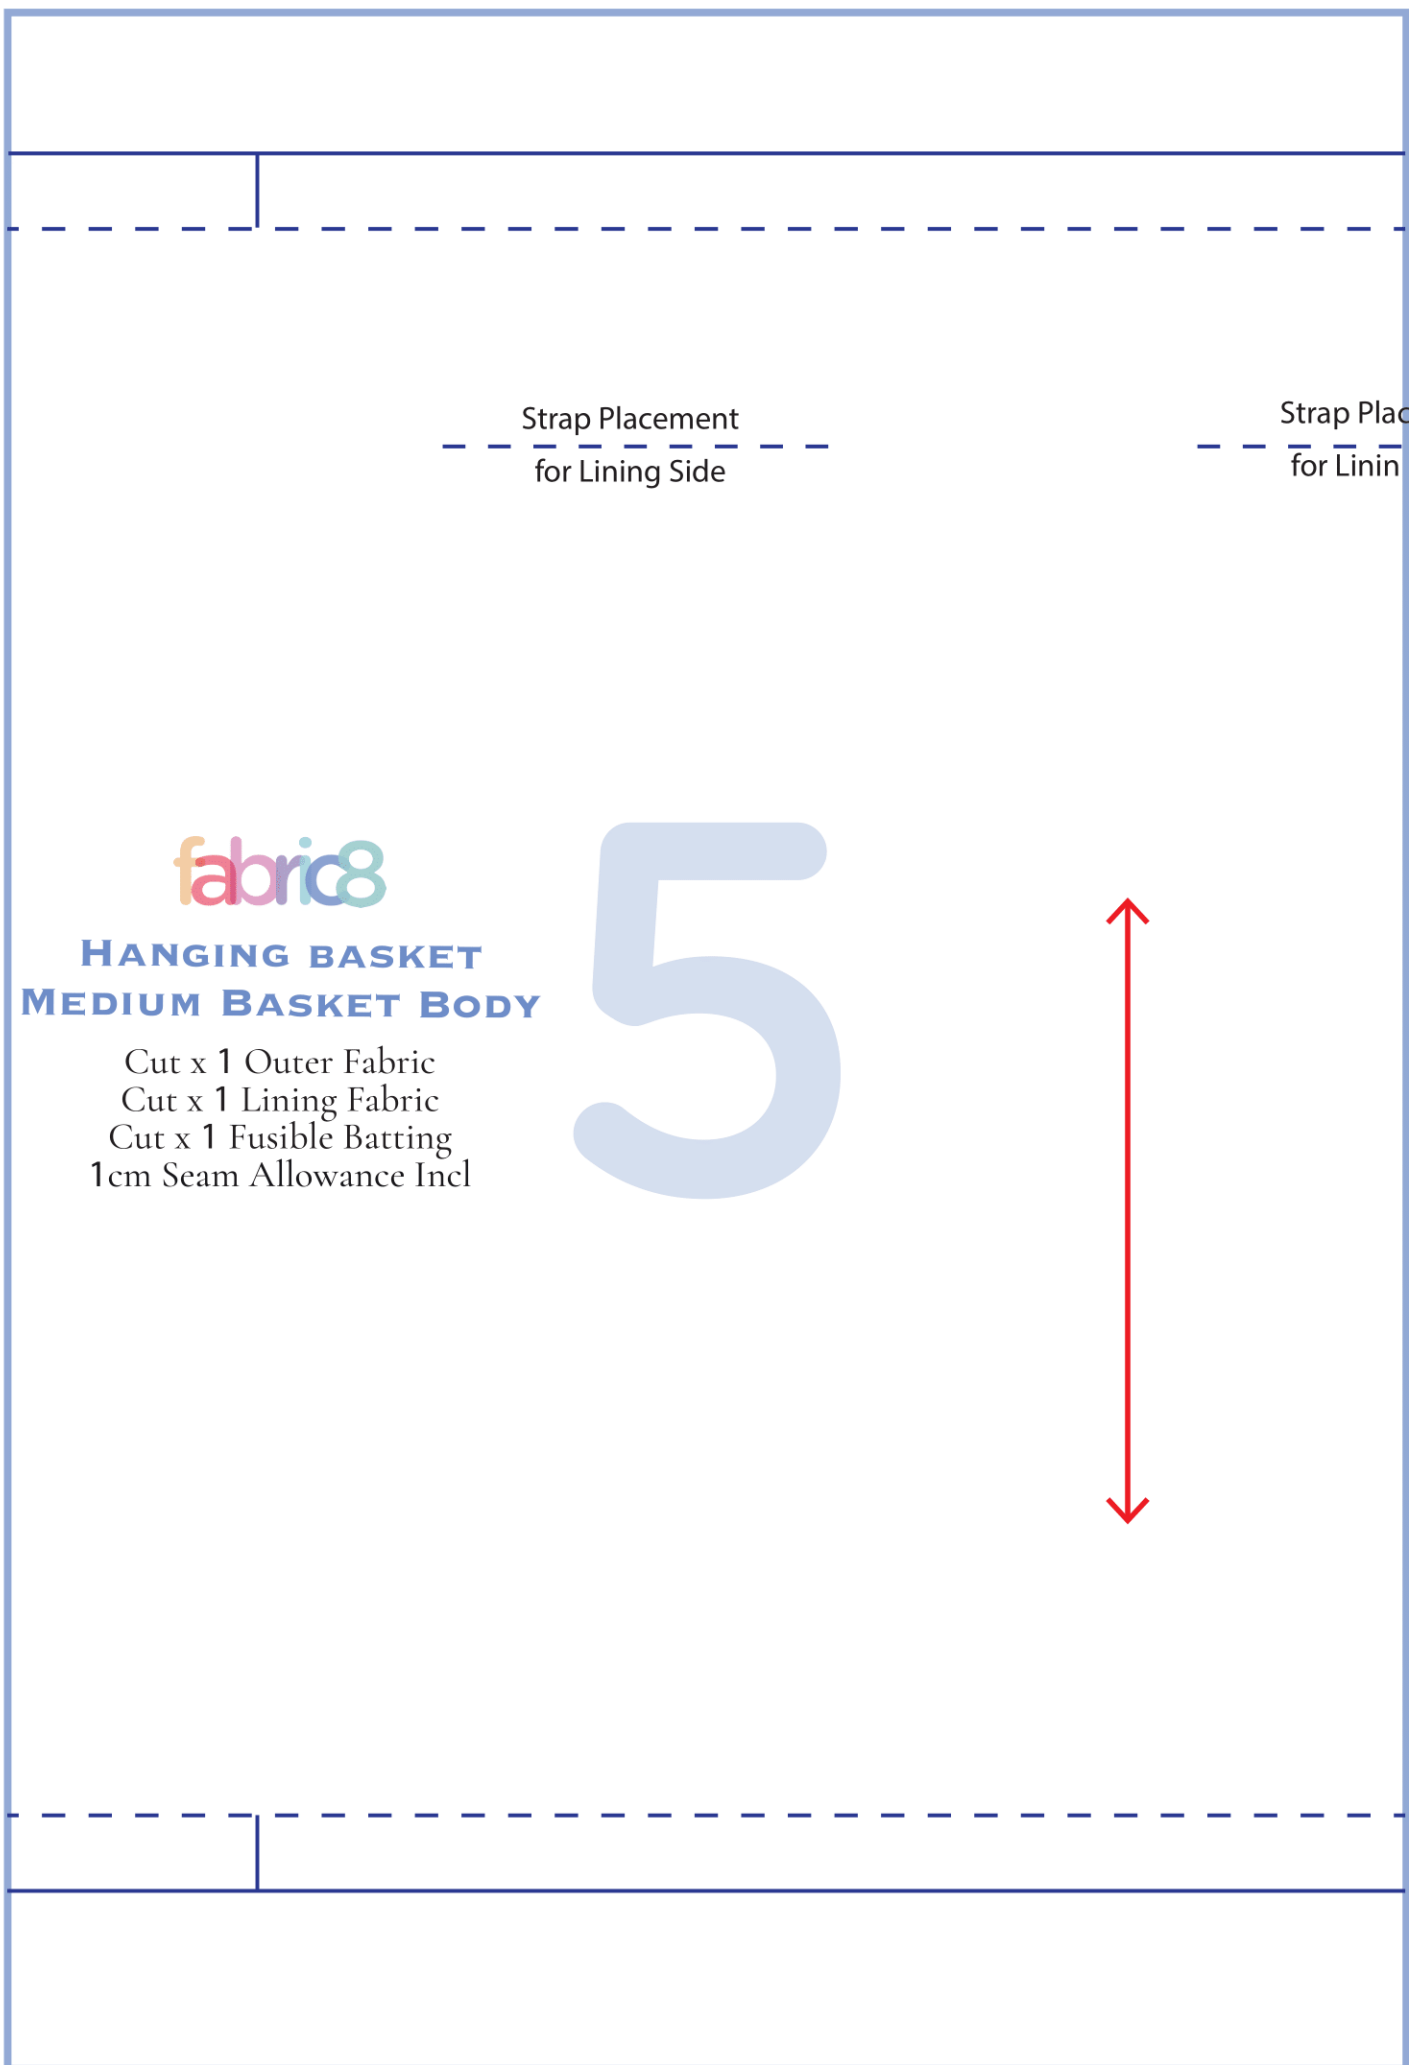 Strap Placement
for Lining Side
Strap Plac
for Linin
fabric8
HANGING BASKET
MEDIUM BASKET BODY
5
Cut x 1 Outer Fabric
Cut x 1 Lining Fabric
Cut x 1 Fusible Batting
1cm Seam Allowance Incl